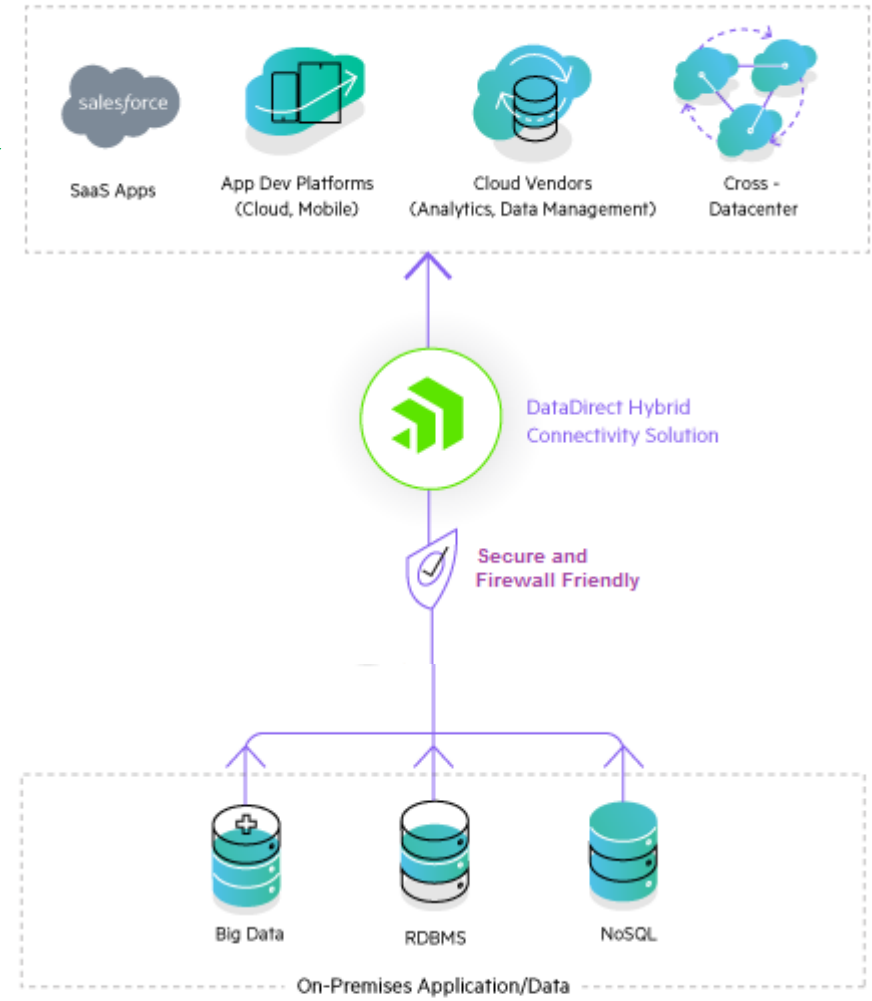 salesforce
SaaS Apps
App Dev Platforms
(Cloud, Mobile)
Cloud Vendors
(Analytics, Data Management)
Cross -
Datacenter
DataDirect Hybrid
Connectivity Solution
Secure and
Firewall Friendly
Big Data
RDBMS
NoSQL
On-Premises Application/Data